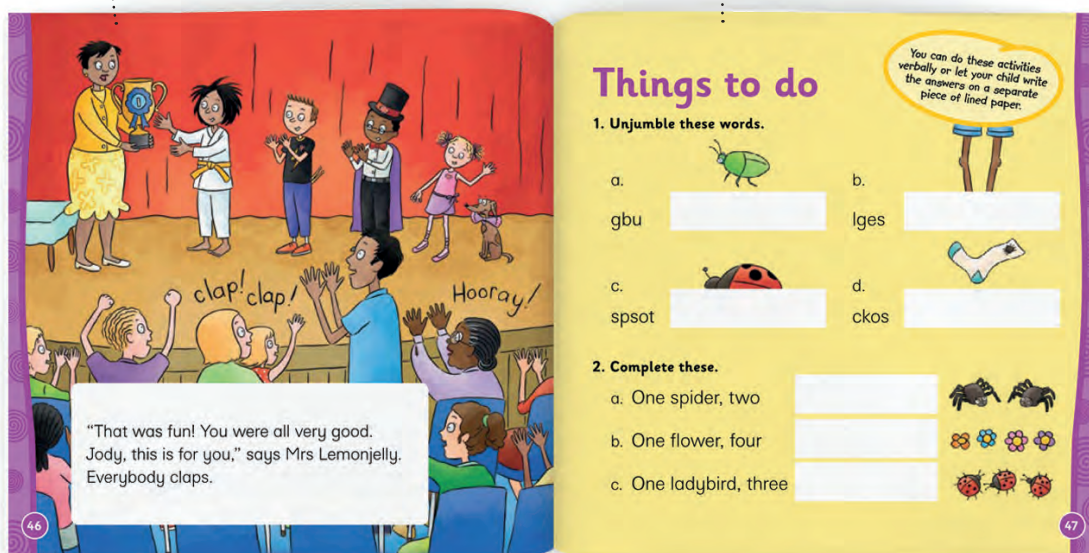 clap! clap!
Hooray!
"That was fun! You were all very good.
Jody, this is for you," says Mrs Lemonjelly.
Everybody claps.
46
Things to do
You can do these activities
verbally or let your child write
the answers on a separate
piece of lined paper.
1. Unjumble these words.
a.
gbu
b.
lges
c.
spsot
d.
ckos
2. Complete these.
a. One spider, two
b. One flower, four
c. One ladybird, three
47